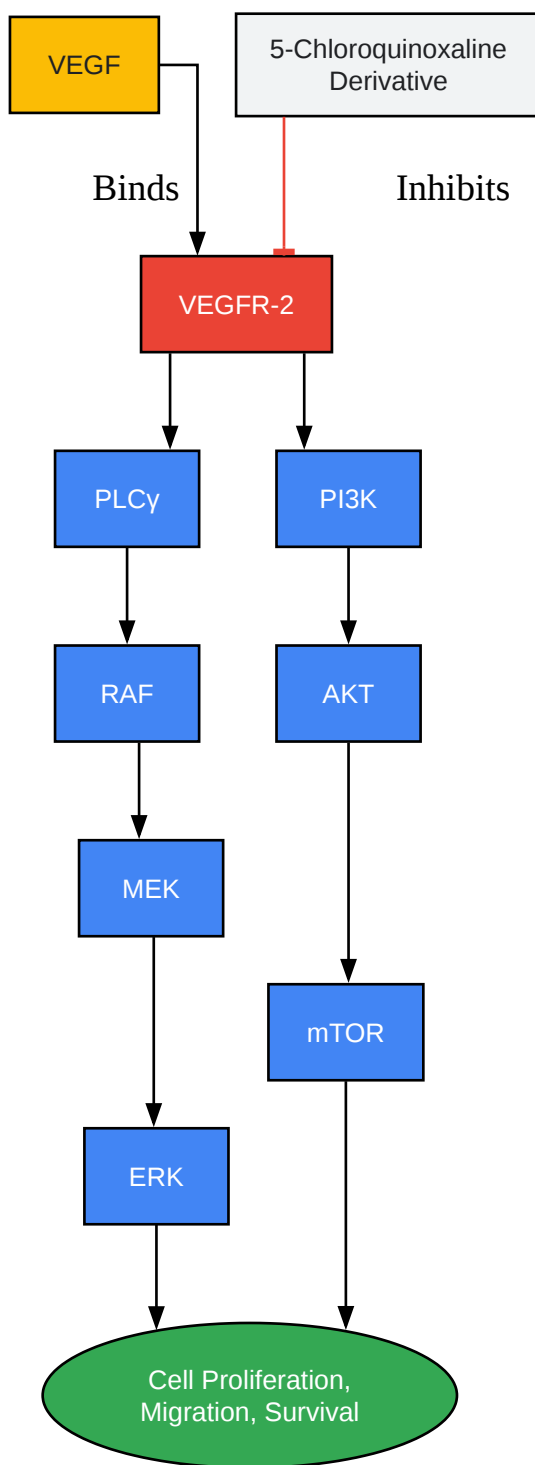 VEGF
5-Chloroquinoxaline
Derivative
Binds
Inhibits
VEGFR-2
PLCγ
PI3K
RAF
AKT
MEK
mTOR
ERK
Cell Proliferation,
Migration, Survival